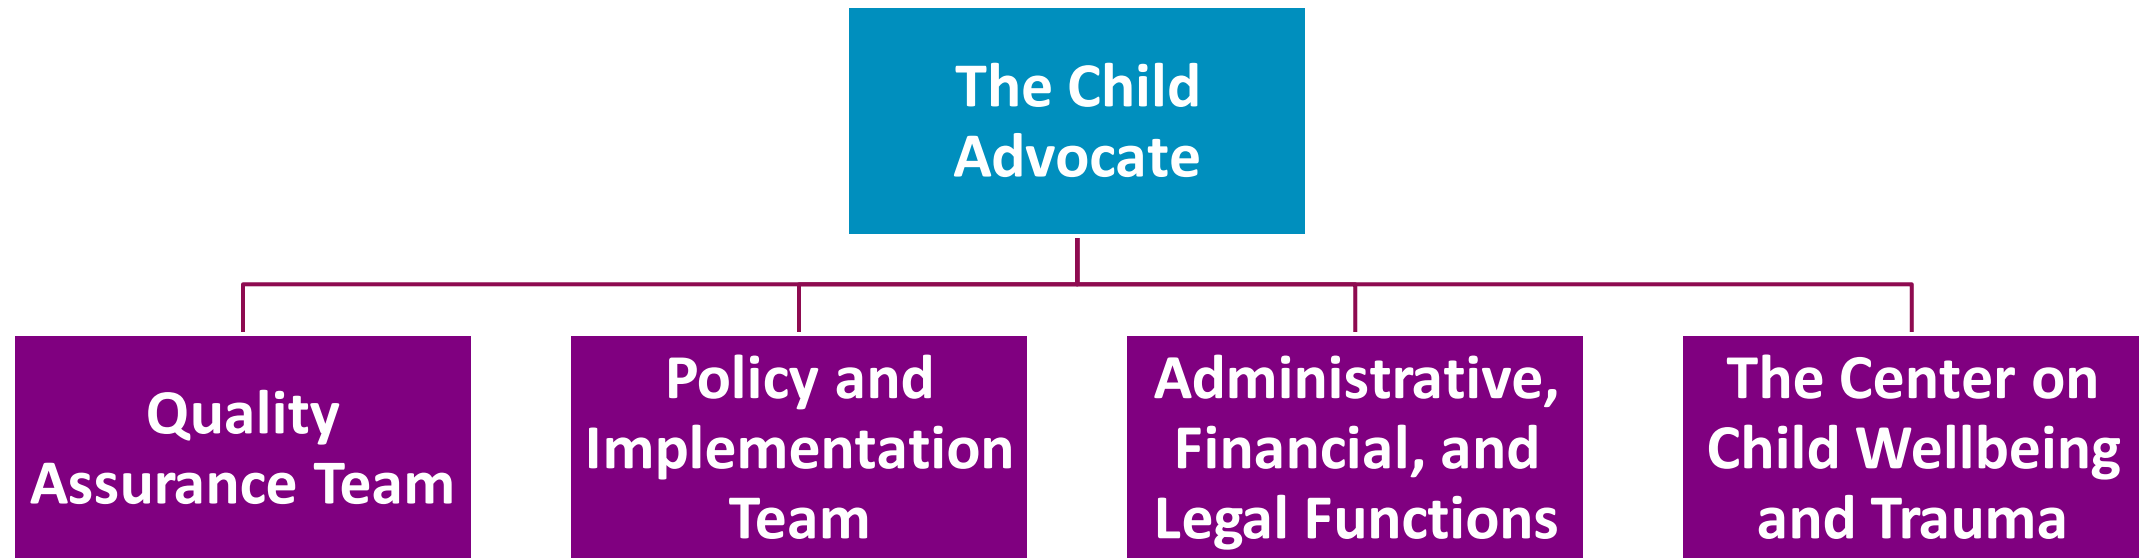 The Child
Advocate
Quality
Assurance Team
Policy and
Implementation
Team
Administrative,
Financial, and
Legal Functions
The Center on
Child Wellbeing
and Trauma